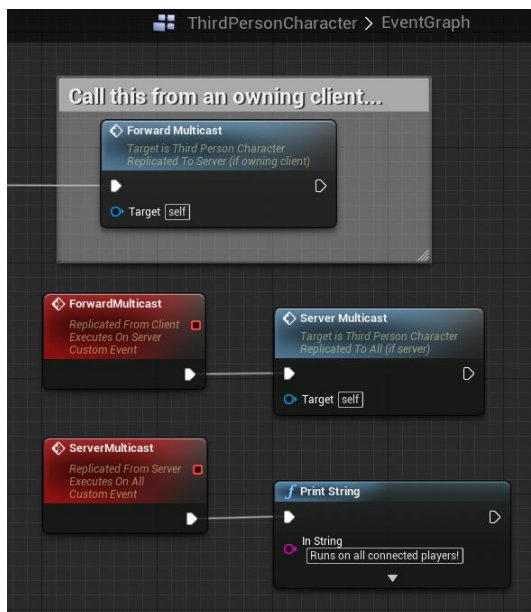 ThirdPersonCharacter > EventGraph
Call this from an owning client...
Forward Multicast
Target is Third Person Character
Replicated To Server (if owning client)
Target self
ForwardMulticast
Replicated From Client
Executes On Server
Custom Event
Server Multicast
Target is Third Person Character
Replicated To All (if server)
Target self
ServerMulticast
Replicated From Server
Executes On All
Custom Event
f Print String
In String
Runs on all connected players!